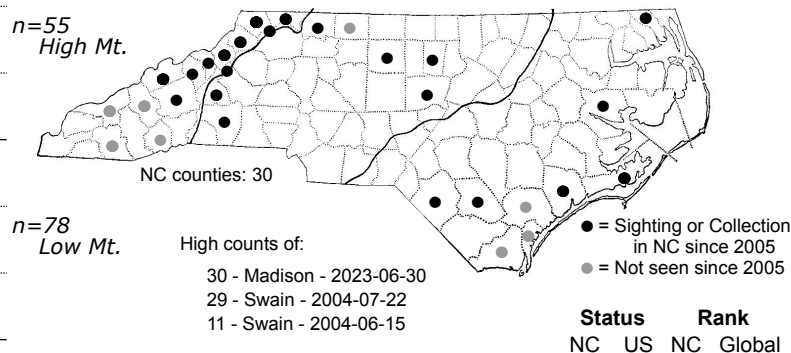 n=55
High Mt.
NC counties: 30
n=78
Low Mt.
High counts of:
30 - Madison - 2023-06-30
29 - Swain - 2004-07-22
11 - Swain - 2004-06-15
= Sighting or Collection
in NC since 2005
= Not seen since 2005
Status Rank
NC US NC Global